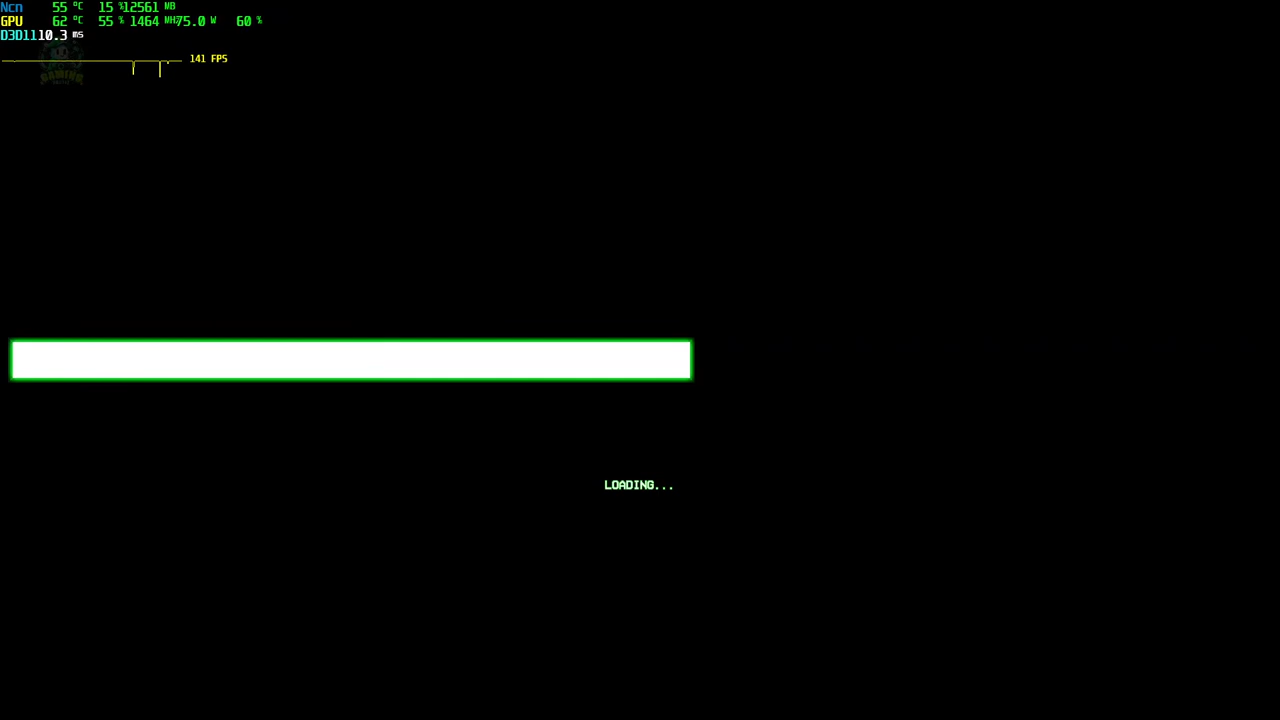 Ncn 55 °C 15 % 12561 MB
GPU 62 °C 55 % 1464 MHz 75.0 W 60 %
D3D11 10.3 ms
141 FPS
GAMING
LOADING...